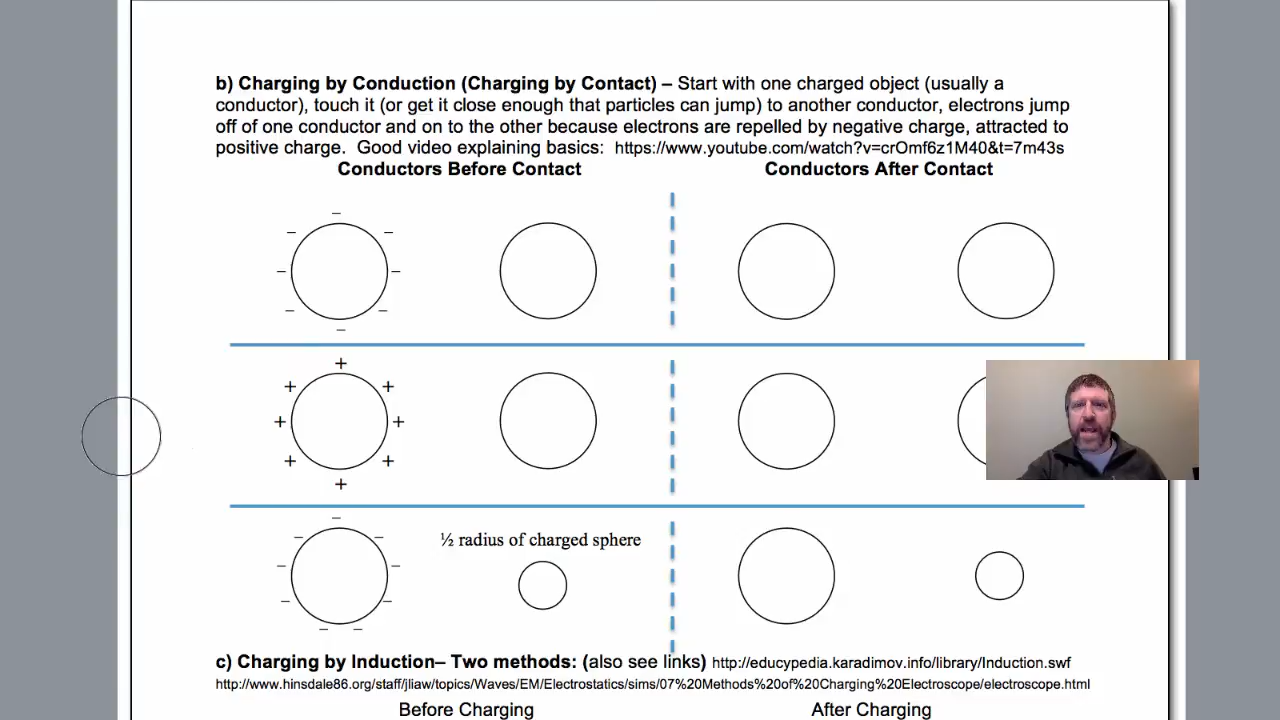 b) Charging by Conduction (Charging by Contact) – Start with one charged object (usually a
conductor), touch it (or get it close enough that particles can jump) to another conductor, electrons jump
off of one conductor and on to the other because electrons are repelled by negative charge, attracted to
positive charge.  Good video explaining basics:  https://www.youtube.com/watch?v=crOmf6z1M40&t=7m43s
Conductors Before Contact
Conductors After Contact
½ radius of charged sphere
c) Charging by Induction– Two methods: (also see links) http://educypedia.karadimov.info/library/Induction.swf
http://www.hinsdale86.org/staff/jliaw/topics/Waves/EM/Electrostatics/sims/07%20Methods%20of%20Charging%20Electroscope/electroscope.html
Before Charging
After Charging